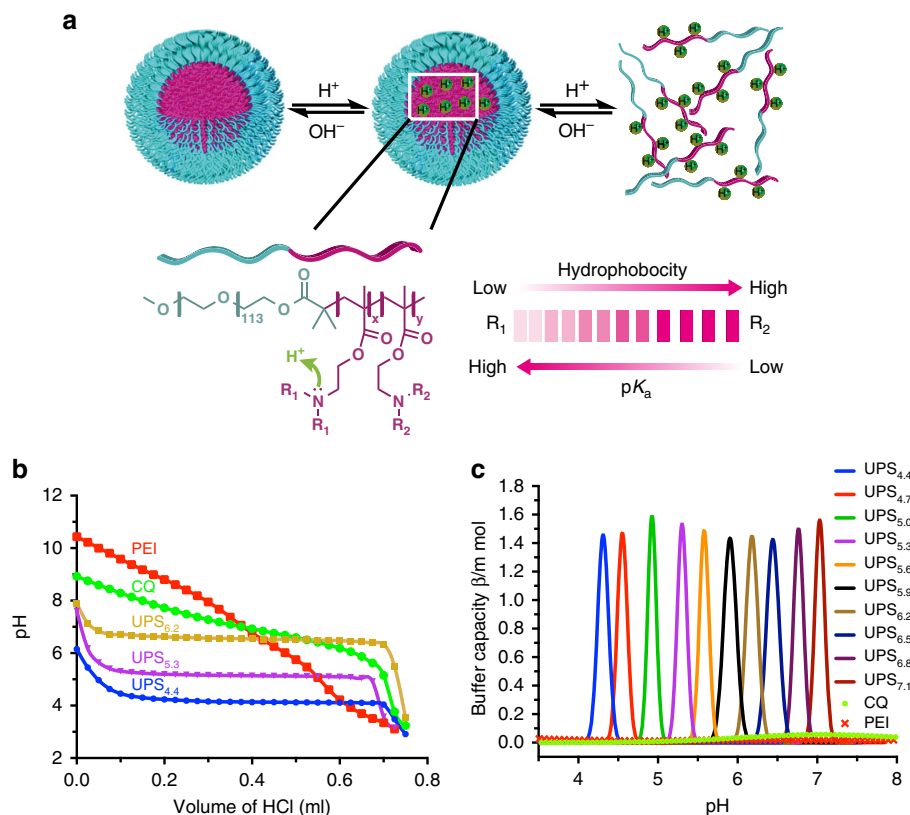 a
H+
OH−
H+
OH−
H+ H+ H+ H+ H+ H+ H+
H+ H+ H+ H+ H+ H+ H+ H+ H+ H+ H+ H+ H+ H+
O
O
113
O
O
x
y
O
O
O
O
H+
R1
N
R1
N
R2
R2
Hydrophobocity
Low
High
R1
R2
High
Low
pKa
b
12
10
8
6
4
2
pH
PEI
CQ
UPS6.2
UPS5.3
UPS4.4
0.0 0.2 0.4 0.6 0.8
Volume of HCl (ml)
c
1.8
1.6
1.4
1.2
1.0
0.8
0.6
0.4
0.2
0.0
Buffer capacity β/m mol
4 5 6 7 8
pH
UPS4.4
UPS4.7
UPS5.0
UPS5.3
UPS5.6
UPS5.9
UPS6.2
UPS6.5
UPS6.8
UPS7.1
CQ
PEI